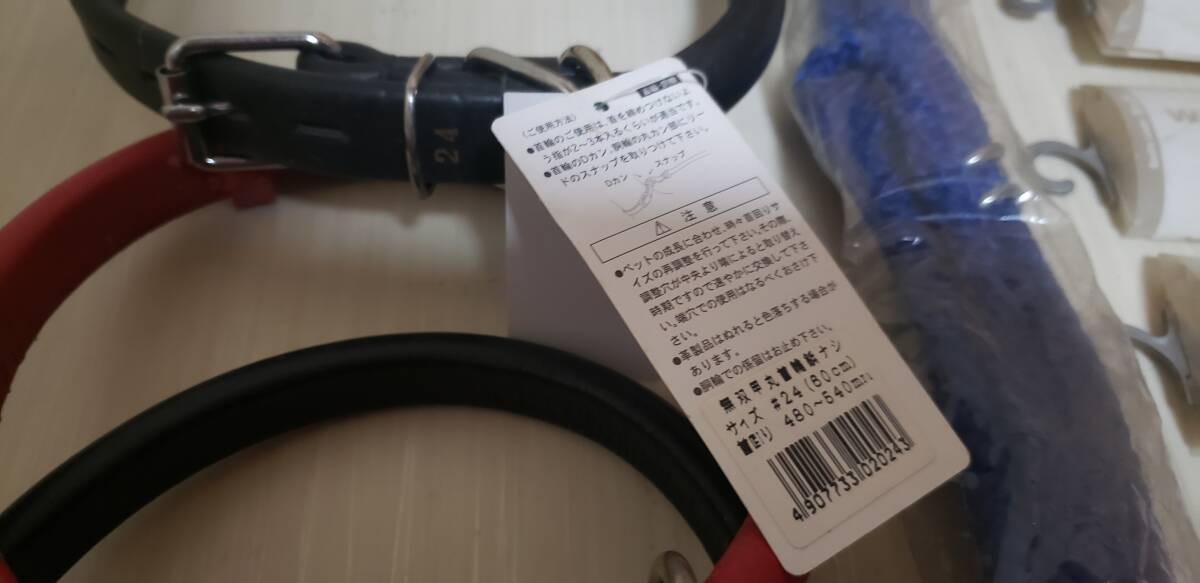 24
〈ご使用方法〉
●首輪のご使用は、首を締めつけないよ
う指が2〜3本入るくらいが適当です。
●首輪のDカン、胴輪の丸カン部にリー
ドのスナップを取りつけて下さい。
スナップ
Dカン
⚠ 注意
●ペットの成長に合わせ、時々首回りサ
イズの再調整を行って下さい。その際、
調整穴が中央より端によると取り替え
時期ですので速やかに交換して下さ
い。端穴での使用はなるべくおさけ下
さい。
●革製品はぬれると色落ちする場合が
あります。
●胴輪での係留はお止め下さい。
無双甲丸首輪鋲ナシ
サイズ #24(60cm)
首回り 480~540mm
4907733020243
W